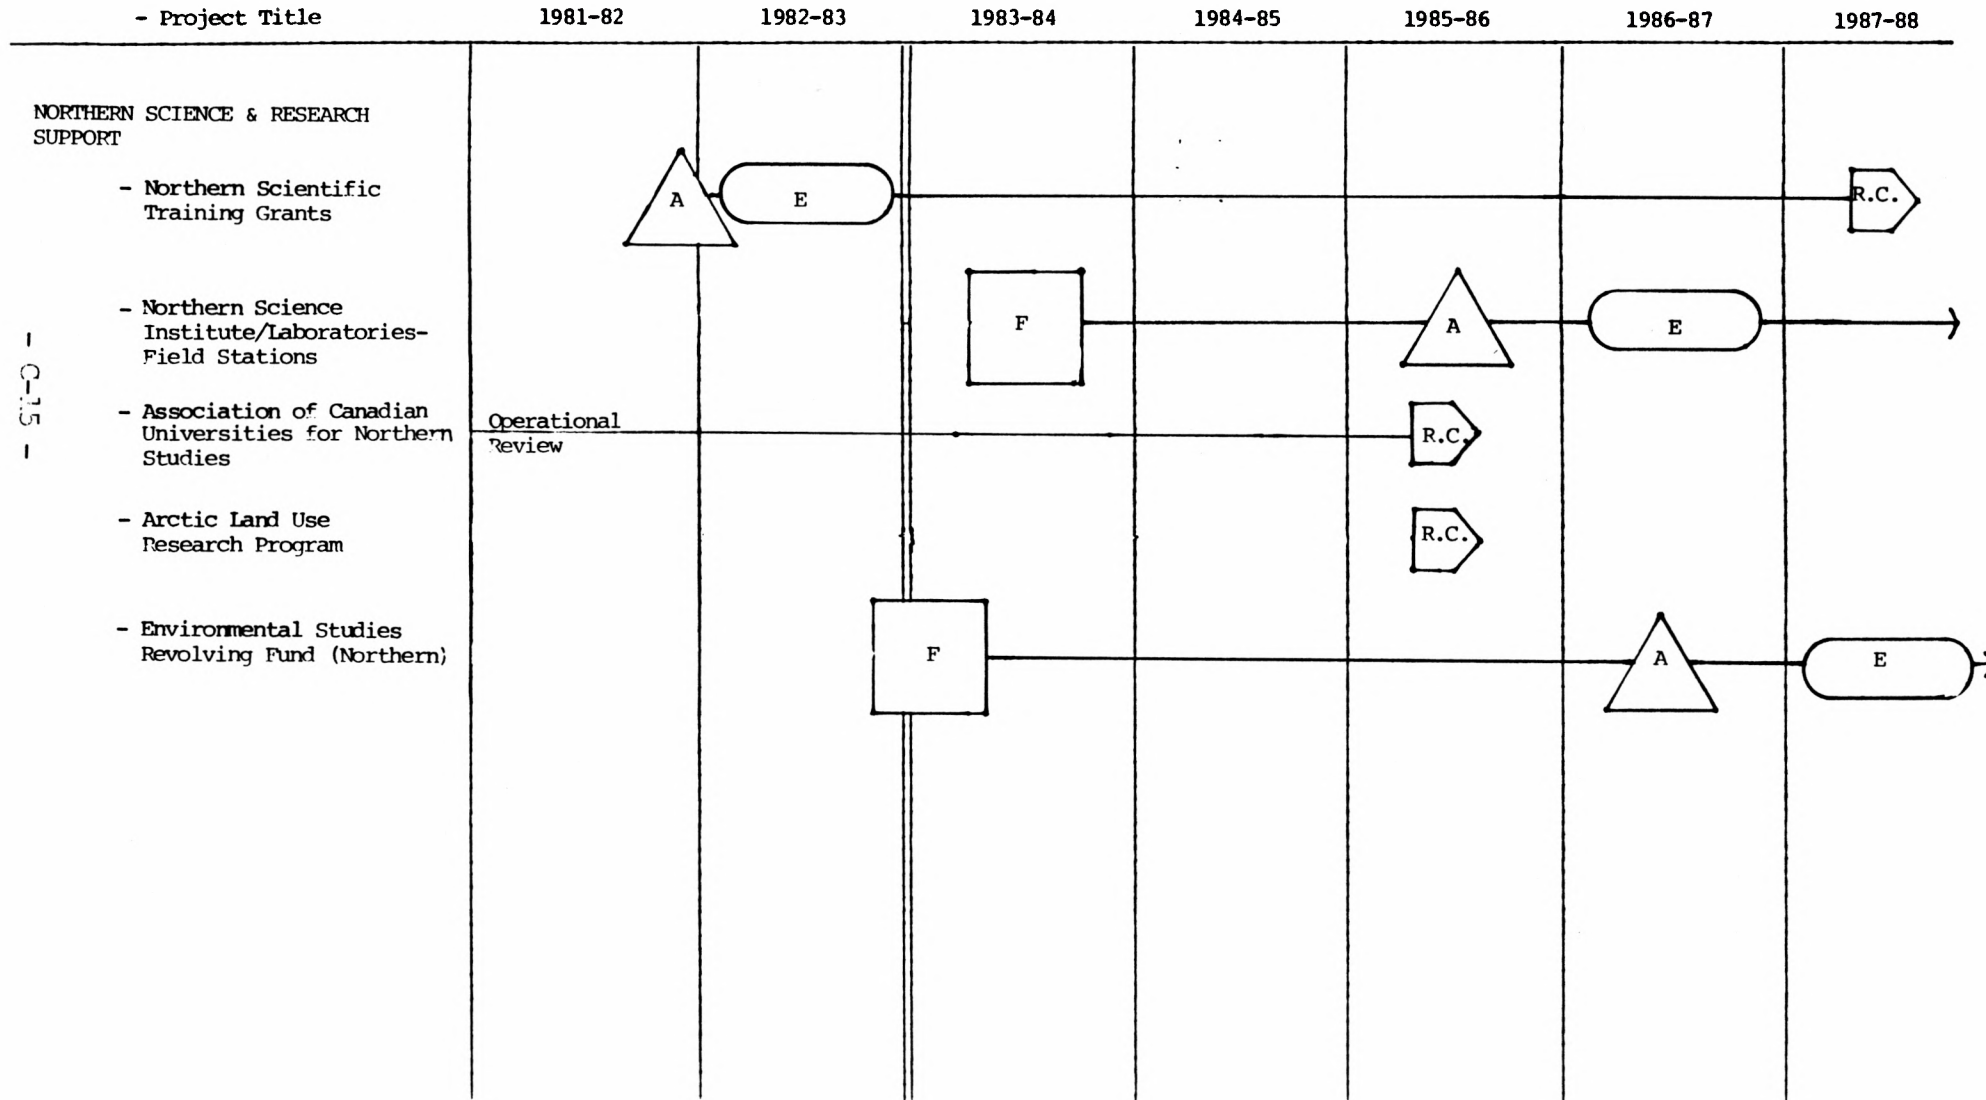 - Project Title 1981-82 1982-83 1983-84 1984-85 1985-86 1986-87 1987-88
NORTHERN SCIENCE & RESEARCH
SUPPORT
- Northern Scientific
Training Grants
A E R.C.
- Northern Science
Institute/Laboratories-
Field Stations
F A E
- Association of Canadian
Universities for Northern
Studies
Operational
Review
R.C.
- Arctic Land Use
Research Program
R.C.
- Environmental Studies
Revolving Fund (Northern)
F A E
- C-15 -